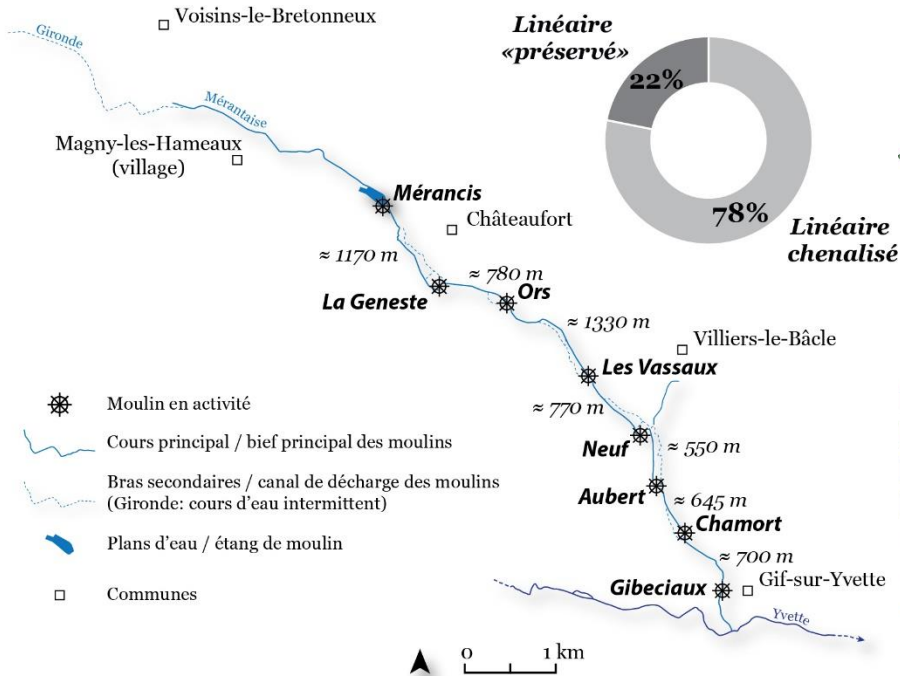 Voisins-le-Bretonneux
Gironde
Mérantaise
Magny-les-Hameaux
(village)
Linéaire
«préservé»
22%
78%
Linéaire
chenalisé
Mérancis
Châteaufort
≈ 1170 m
≈ 780 m
La Geneste
Ors
≈ 1330 m
Villiers-le-Bâcle
Les Vassaux
≈ 770 m
Neuf
≈ 550 m
Aubert
≈ 645 m
Chamort
≈ 700 m
Gibeciaux
Gif-sur-Yvette
Yvette
Moulin en activité
Cours principal / bief principal des moulins
Bras secondaires / canal de décharge des moulins
(Gironde: cours d'eau intermittent)
Plans d'eau / étang de moulin
Communes
0 1 km